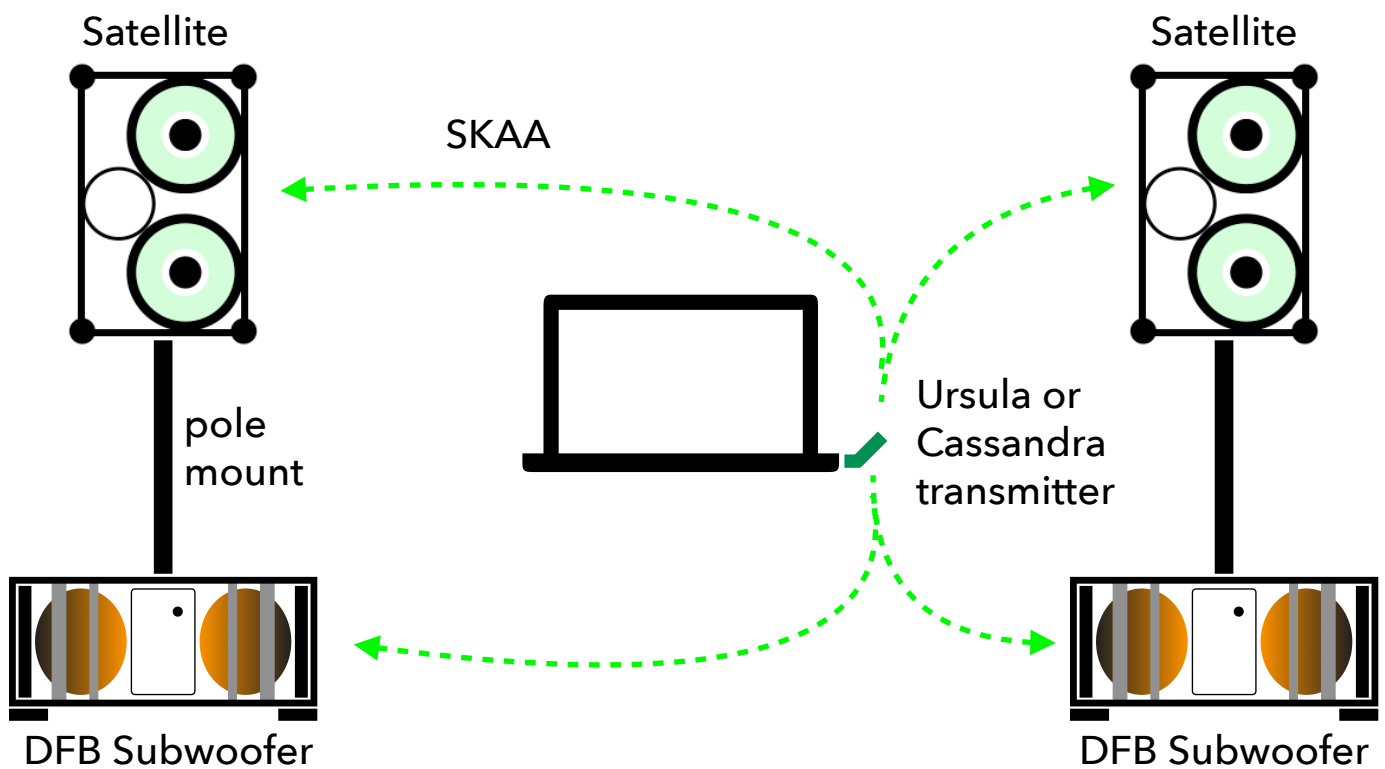 Satellite
Satellite
SKAA
pole
mount
Ursula or
Cassandra
transmitter
DFB Subwoofer
DFB Subwoofer